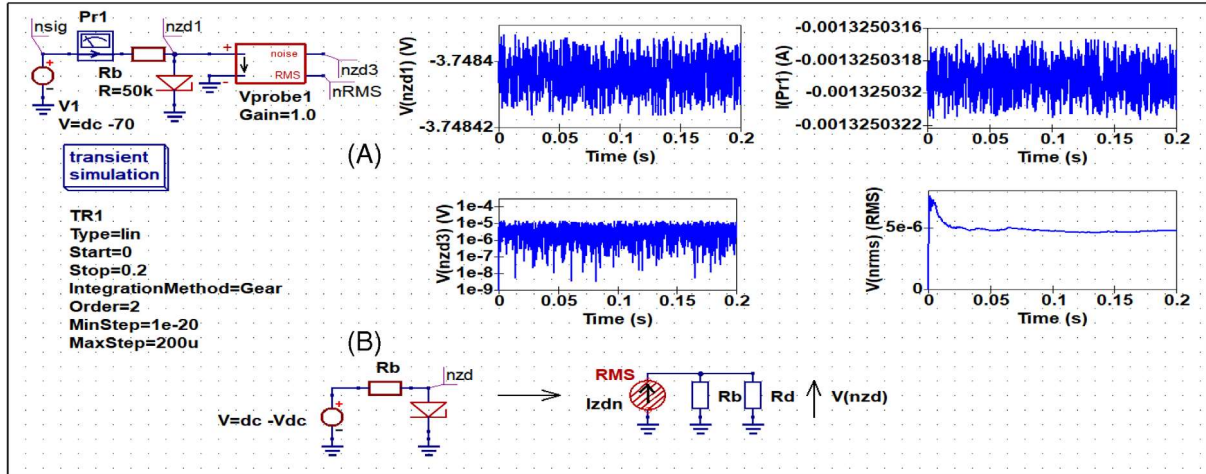 Pr1
nsig
nzd1
Rb
R=50k
V1
V=dc -70
+
-
noise
RMS
Vprobe1
Gain=1.0
nzd3
nRMS
(A)
V(nzd1) (V)
-3.7484
-3.74842
0 0.05 0.1 0.15 0.2
Time (s)
I(Pr1) (A)
-0.0013250316
-0.0013250318
-0.001325032
-0.0013250322
0 0.05 0.1 0.15 0.2
Time (s)
transient
simulation
TR1
Type=lin
Start=0
Stop=0.2
IntegrationMethod=Gear
Order=2
MinStep=1e-20
MaxStep=200u
V(nzd3) (V)
1e-4
1e-5
1e-6
1e-7
1e-8
1e-9
0 0.05 0.1 0.15 0.2
Time (s)
V(nrms) (RMS)
5e-6
0
0 0.05 0.1 0.15 0.2
Time (s)
(B)
Rb
nzd
V=dc -Vdc
+
-
RMS
Izdn
Rb
Rd
V(nzd)